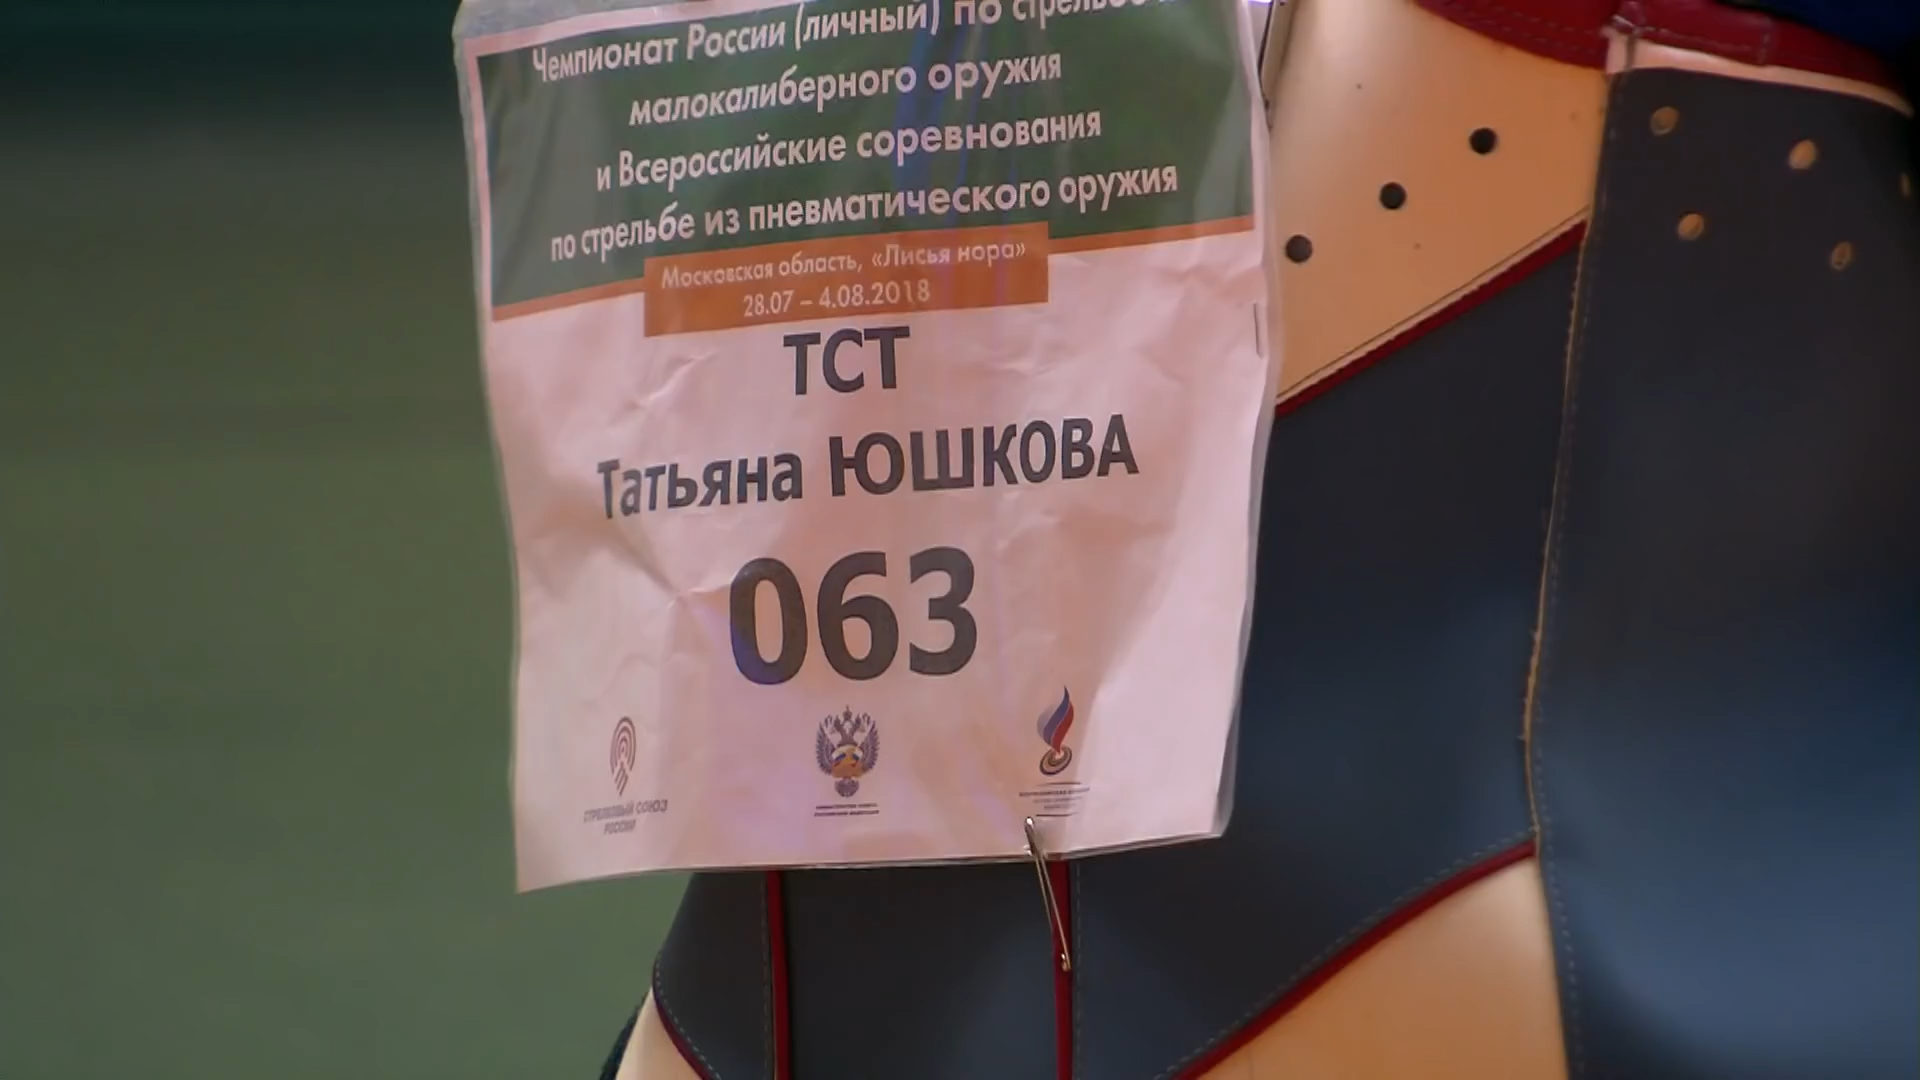 Чемпионат России (личный) по стрельбе
малокалиберного оружия
и Всероссийские соревнования
по стрельбе из пневматического оружия
Московская область, «Лисья нора»
28.07 – 4.08.2018
ТСТ
Татьяна ЮШКОВА
063
СТРЕЛКОВЫЙ СОЮЗ
РОССИИ